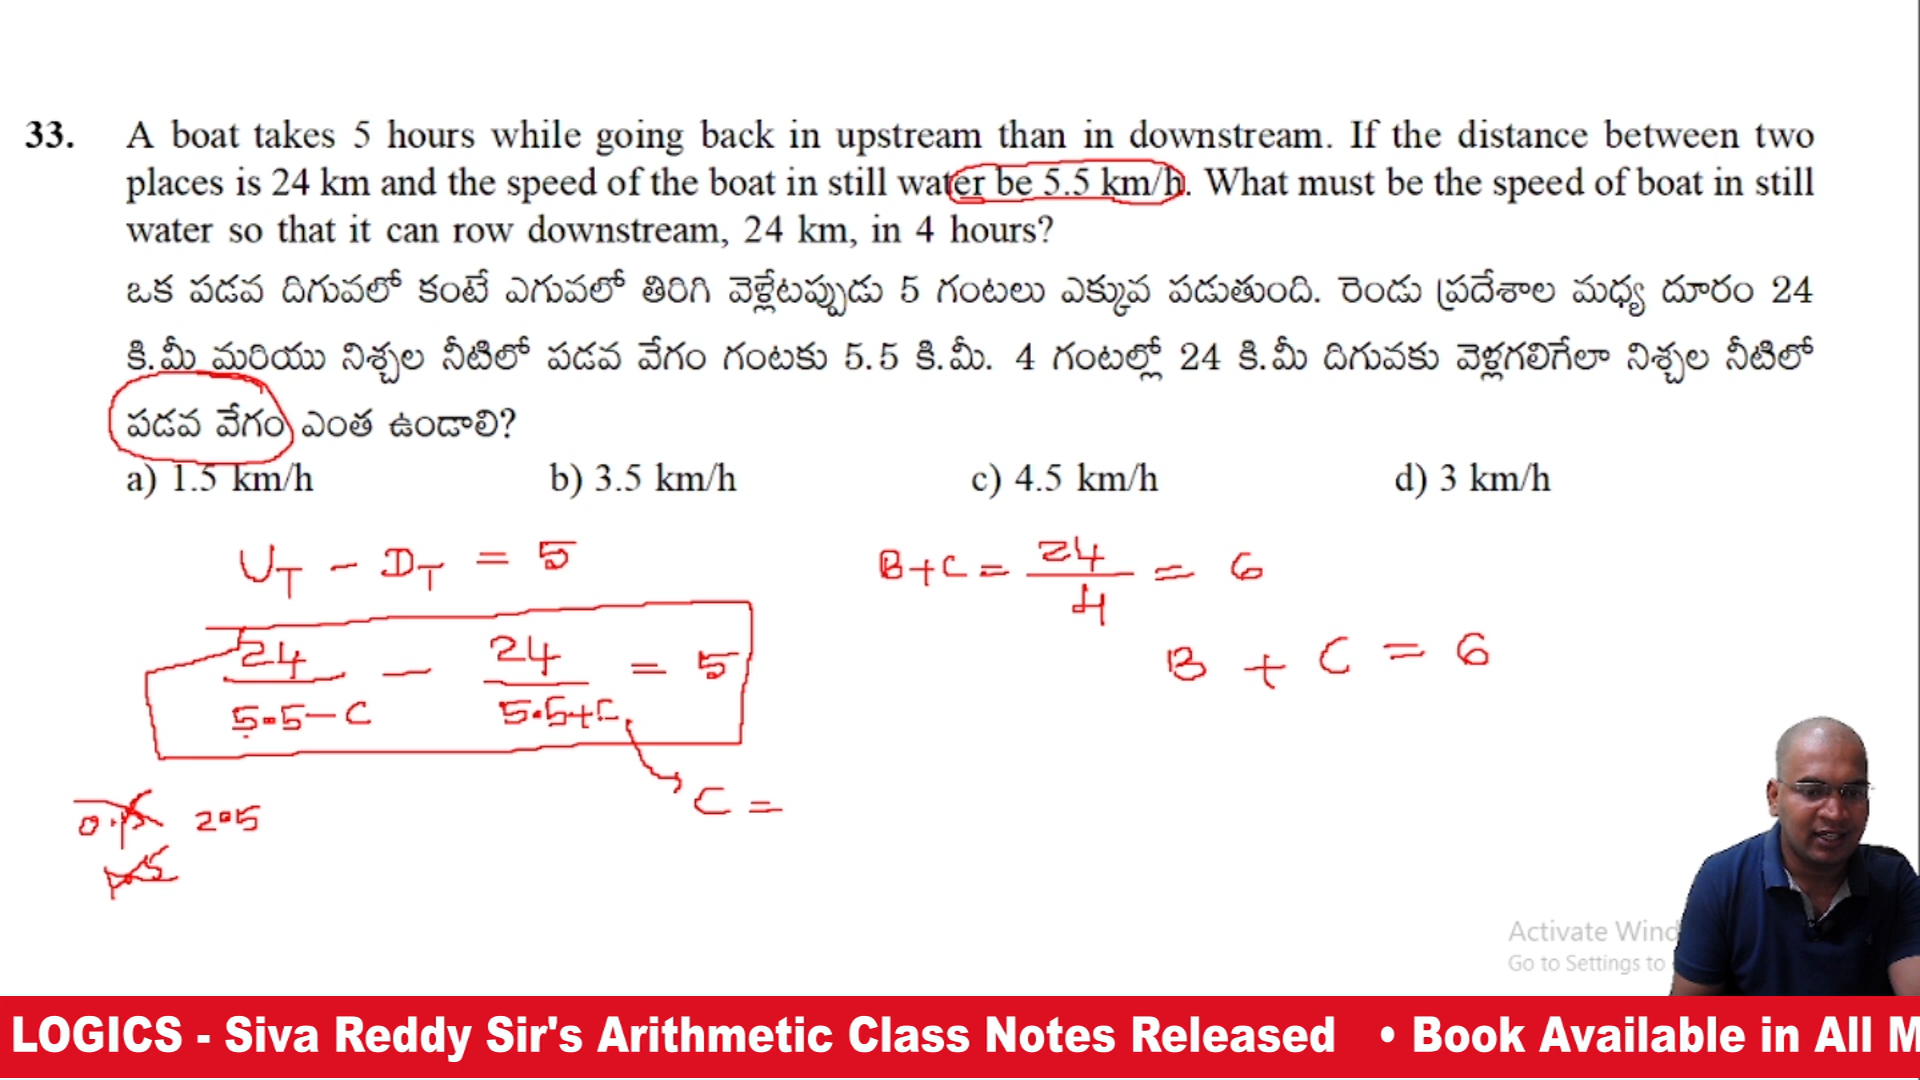 33. A boat takes 5 hours while going back in upstream than in downstream. If the distance between two
places is 24 km and the speed of the boat in still water be 5.5 km/h. What must be the speed of boat in still
water so that it can row downstream, 24 km, in 4 hours?
ఒక పడవ దిగువలో కంటే ఎగువలో తిరిగి వెళ్లేటప్పుడు 5 గంటలు ఎక్కువ పడుతుంది. రెండు ప్రదేశాల మధ్య దూరం 24
కి.మీ మరియు నిశ్చల నీటిలో పడవ వేగం గంటకు 5.5 కి.మీ. 4 గంటల్లో 24 కి.మీ దిగువకు వెళ్లగలిగేలా నిశ్చల నీటిలో
పడవ వేగం ఎంత ఉండాలి?
a) 1.5 km/h b) 3.5 km/h c) 4.5 km/h d) 3 km/h
U_T - D_T = 5
24/5.5-C - 24/5.5+C = 5
C =
2.5
B+C = 24/4 = 6
B + C = 6
Activate Wind
Go to Settings to
LOGICS - Siva Reddy Sir's Arithmetic Class Notes Released • Book Available in All M